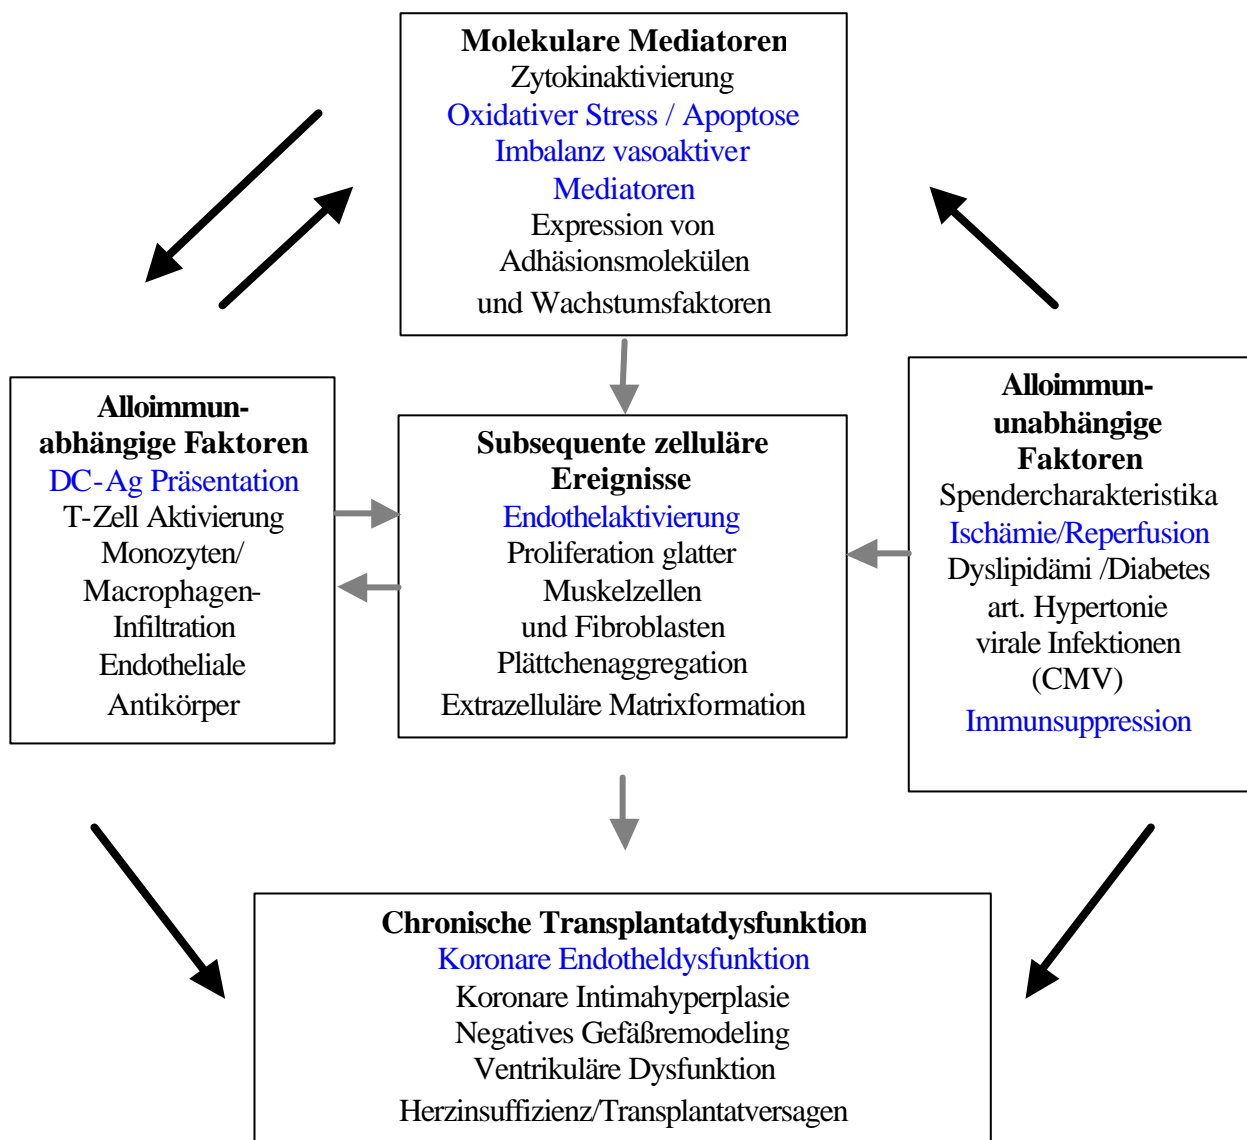 Molekulare Mediatoren
Zytokinaktivierung
Oxidativer Stress / Apoptose
Imbalanz vasoaktiver
Mediatoren
Expression von
Adhäsionsmolekülen
und Wachstumsfaktoren
Alloimmun-
abhängige Faktoren
DC-Ag Präsentation
T-Zell Aktivierung
Monozyten/
Macrophagen-
Infiltration
Endotheliale
Antikörper
Subsequente zelluläre
Ereignisse
Endothelaktivierung
Proliferation glatter
Muskelzellen
und Fibroblasten
Plättchenaggregation
Extrazelluläre Matrixformation
Alloimmun-
unabhängige
Faktoren
Spendercharakteristika
Ischämie/Reperfusion
Dyslipidämi /Diabetes
art. Hypertonie
virale Infektionen
(CMV)
Immunsuppression
Chronische Transplantatdysfunktion
Koronare Endotheldysfunktion
Koronare Intimahyperplasie
Negatives Gefäßremodeling
Ventrikuläre Dysfunktion
Herzinsuffizienz/Transplantatversagen